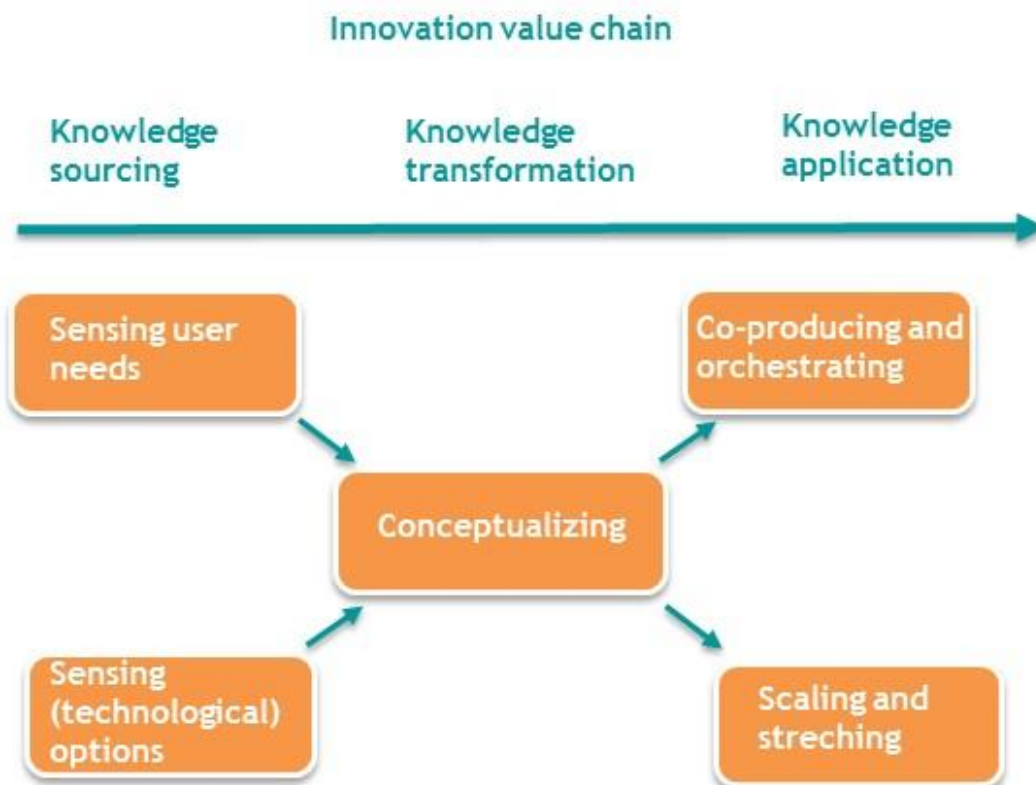 Innovation value chain
Knowledge
sourcing
Knowledge
transformation
Knowledge
application
Sensing user
needs
Co-producing and
orchestrating
Conceptualizing
Sensing
(technological)
options
Scaling and
streching